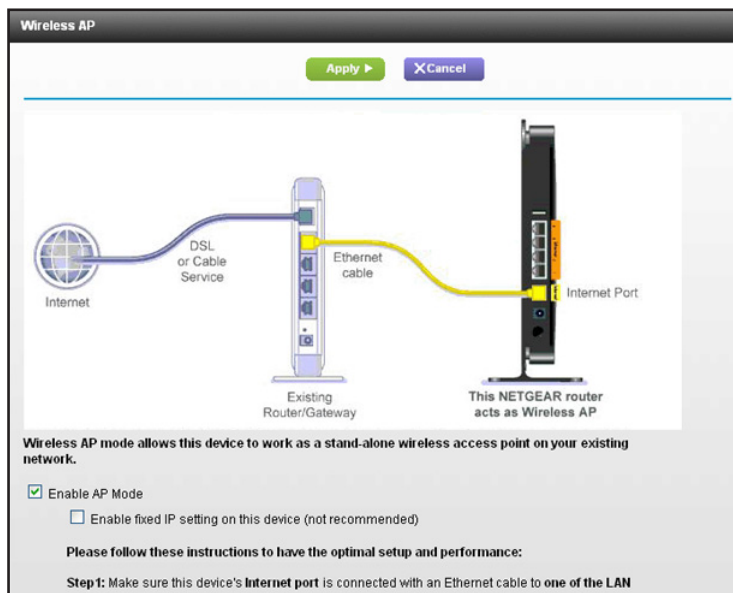 Wireless AP
Apply
XCancel
DSL
or Cable
Service
Ethernet
cable
Internet
Internet Port
Existing
Router/Gateway
This NETGEAR router
acts as Wireless AP
Wireless AP mode allows this device to work as a stand-alone wireless access point on your existing
network.
Enable AP Mode
Enable fixed IP setting on this device (not recommended)
Please follow these instructions to have the optimal setup and performance:
Step1: Make sure this device's Internet port is connected with an Ethernet cable to one of the LAN